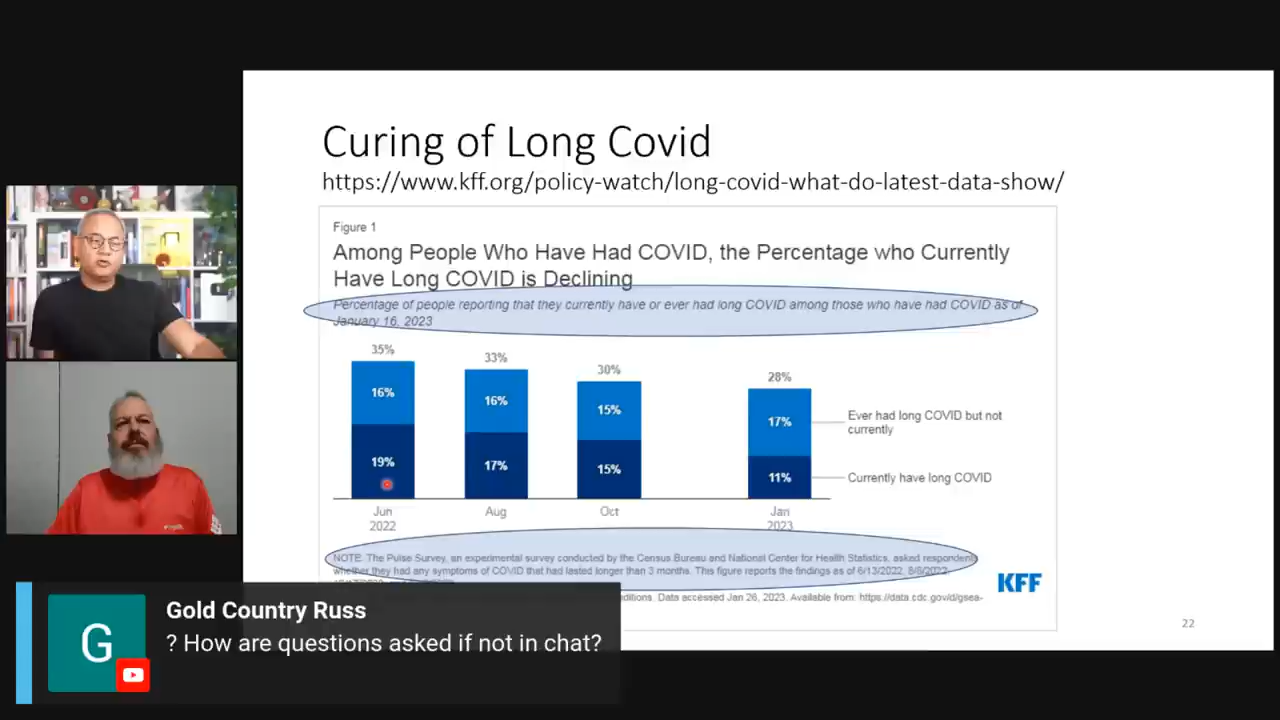 Curing of Long Covid
https://www.kff.org/policy-watch/long-covid-what-do-latest-data-show/
Figure 1
Among People Who Have Had COVID, the Percentage who Currently
Have Long COVID is Declining
Percentage of people reporting that they currently have or ever had long COVID among those who have had COVID as of
January 16, 2023
35%
33%
30%
28%
16%
16%
15%
17%
Ever had long COVID but not
currently
19%
17%
15%
11%
Currently have long COVID
Jun
2022
Aug
Oct
Jan
2023
NOTE: The Pulse Survey, an experimental survey conducted by the Census Bureau and National Center for Health Statistics, asked respondents
whether they had any symptoms of COVID that had lasted longer than 3 months. This figure reports the findings as of 6/13/2022, 8/8/2022,
Data accessed Jan 26, 2023. Available from: https://data.cdc.gov/d/gsea-
KFF
22
G
Gold Country Russ
? How are questions asked if not in chat?